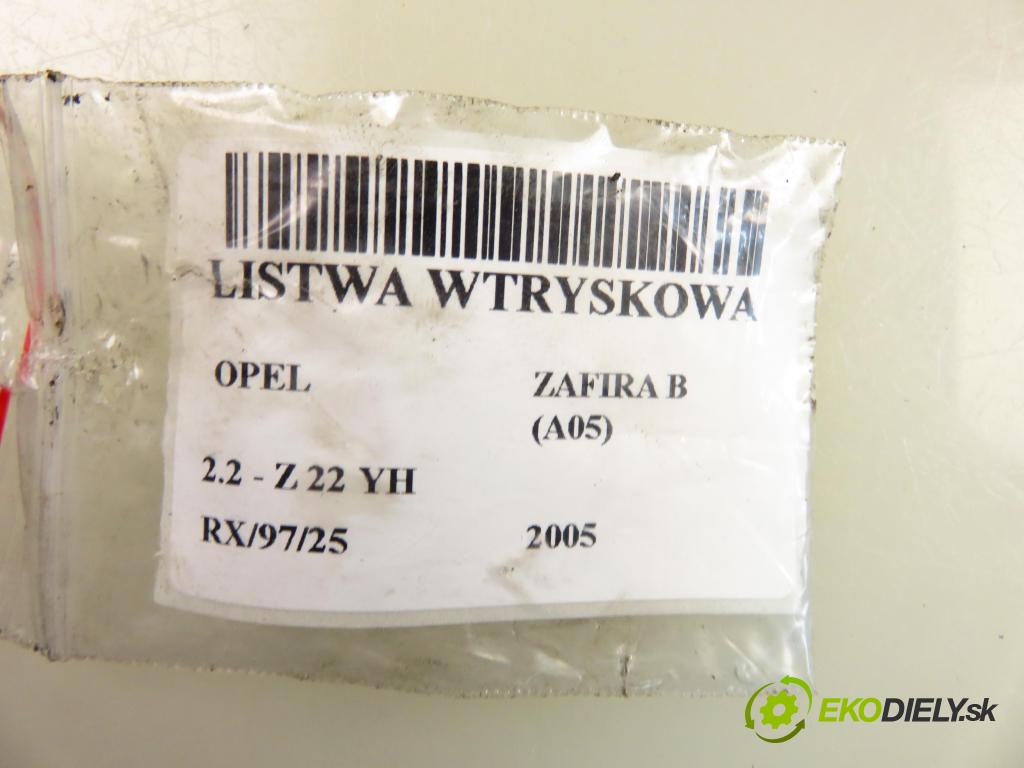 LISTWA WTRYSKOWA
OPEL ZAFIRA B
(A05)
2.2 - Z 22 YH
RX/97/25 2005
EKODIELY.sk